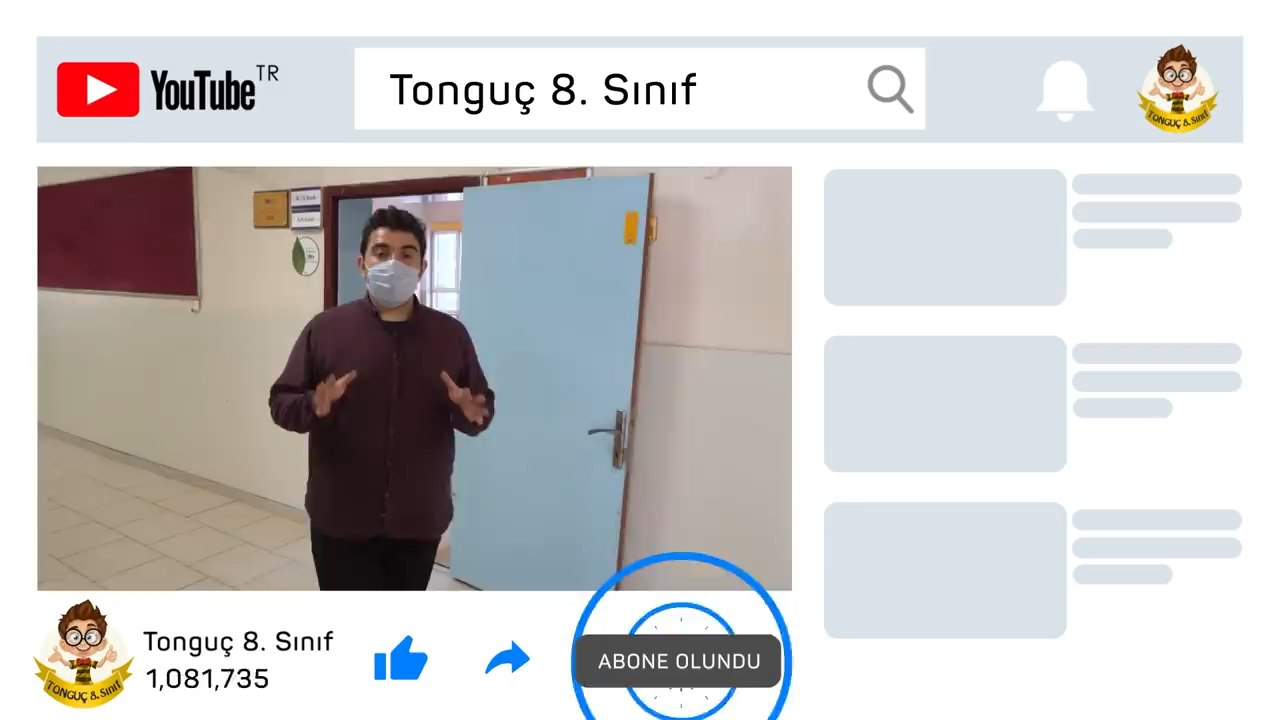 YouTube TR
Tonguç 8. Sınıf
TONGUÇ 8. Sınıf
Tonguç 8. Sınıf
1,081,735
TONGUÇ 8. Sınıf
ABONE OLUNDU